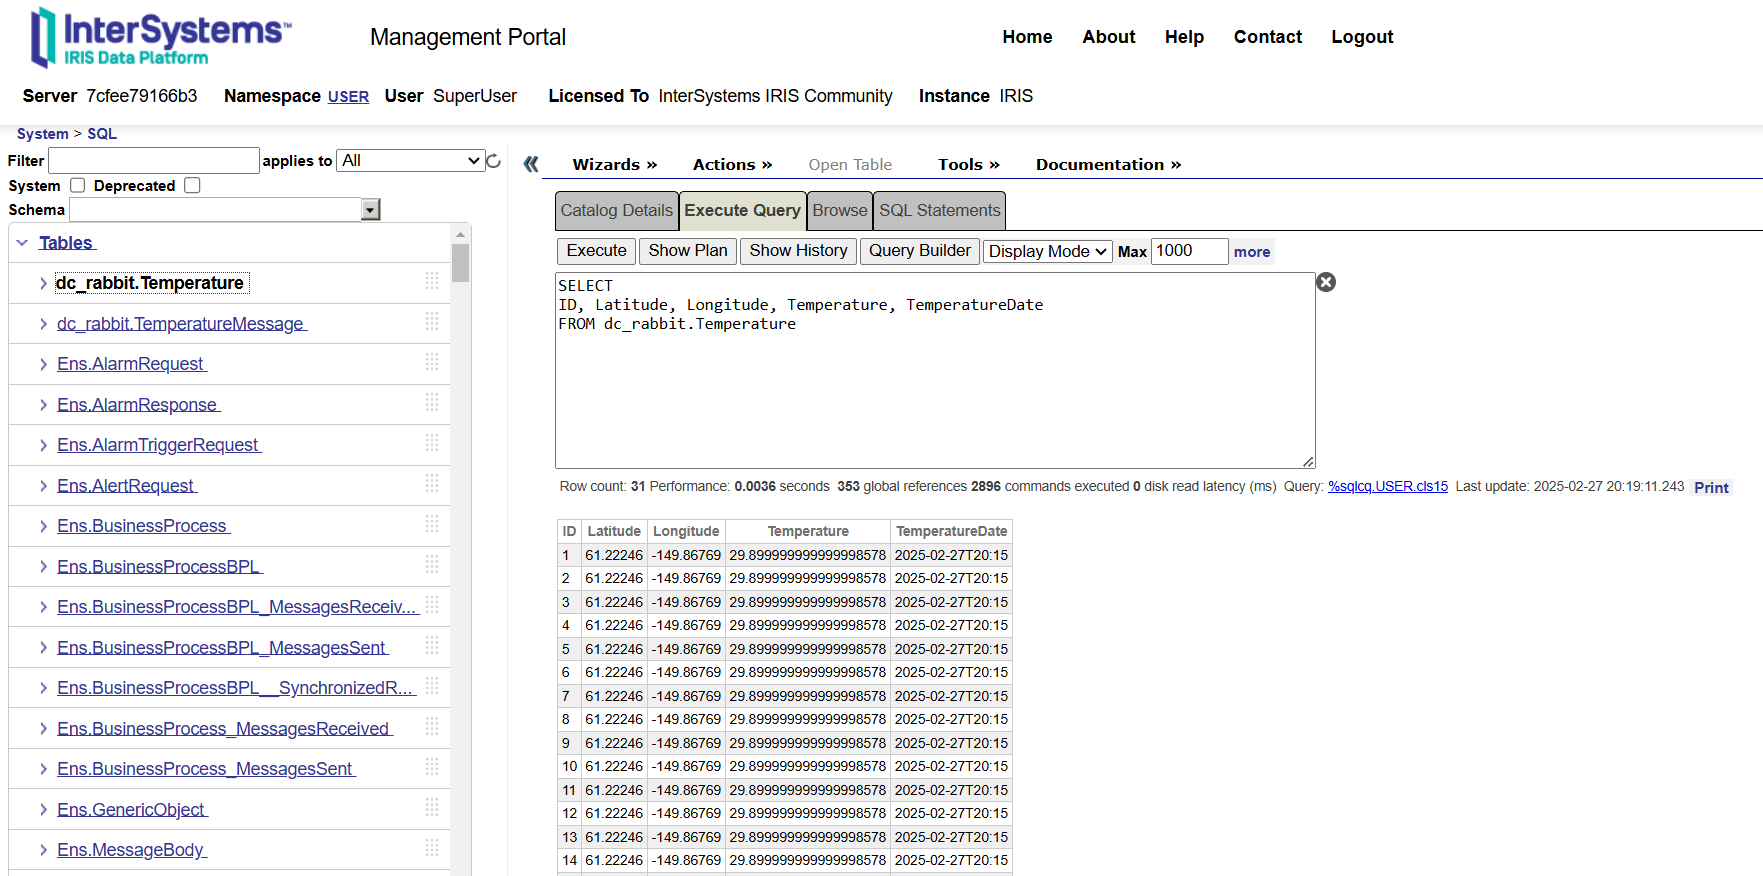 InterSystems™
IRIS Data Platform
Management Portal
Home About Help Contact Logout
Server 7cfee79166b3 Namespace USER User SuperUser Licensed To InterSystems IRIS Community Instance IRIS
System > SQL
Filter applies to All
System Deprecated
Schema
Tables
dc_rabbit.Temperature
dc_rabbit.TemperatureMessage
Ens.AlarmRequest
Ens.AlarmResponse
Ens.AlarmTriggerRequest
Ens.AlertRequest
Ens.BusinessProcess
Ens.BusinessProcessBPL
Ens.BusinessProcessBPL_MessagesReceiv...
Ens.BusinessProcessBPL_MessagesSent
Ens.BusinessProcessBPL__SynchronizedR...
Ens.BusinessProcess_MessagesReceived
Ens.BusinessProcess_MessagesSent
Ens.GenericObject
Ens.MessageBody
« Wizards » Actions » Open Table Tools » Documentation »
Catalog Details Execute Query Browse SQL Statements
Execute Show Plan Show History Query Builder Display Mode Max 1000 more
SELECT
ID, Latitude, Longitude, Temperature, TemperatureDate
FROM dc_rabbit.Temperature
Row count: 31 Performance: 0.0036 seconds 353 global references 2896 commands executed 0 disk read latency (ms) Query: %sqlcq.USER.cls15 Last update: 2025-02-27 20:19:11.243 Print
ID Latitude Longitude Temperature TemperatureDate
1 61.22246 -149.86769 29.899999999999998578 2025-02-27T20:15
2 61.22246 -149.86769 29.899999999999998578 2025-02-27T20:15
3 61.22246 -149.86769 29.899999999999998578 2025-02-27T20:15
4 61.22246 -149.86769 29.899999999999998578 2025-02-27T20:15
5 61.22246 -149.86769 29.899999999999998578 2025-02-27T20:15
6 61.22246 -149.86769 29.899999999999998578 2025-02-27T20:15
7 61.22246 -149.86769 29.899999999999998578 2025-02-27T20:15
8 61.22246 -149.86769 29.899999999999998578 2025-02-27T20:15
9 61.22246 -149.86769 29.899999999999998578 2025-02-27T20:15
10 61.22246 -149.86769 29.899999999999998578 2025-02-27T20:15
11 61.22246 -149.86769 29.899999999999998578 2025-02-27T20:15
12 61.22246 -149.86769 29.899999999999998578 2025-02-27T20:15
13 61.22246 -149.86769 29.899999999999998578 2025-02-27T20:15
14 61.22246 -149.86769 29.899999999999998578 2025-02-27T20:15